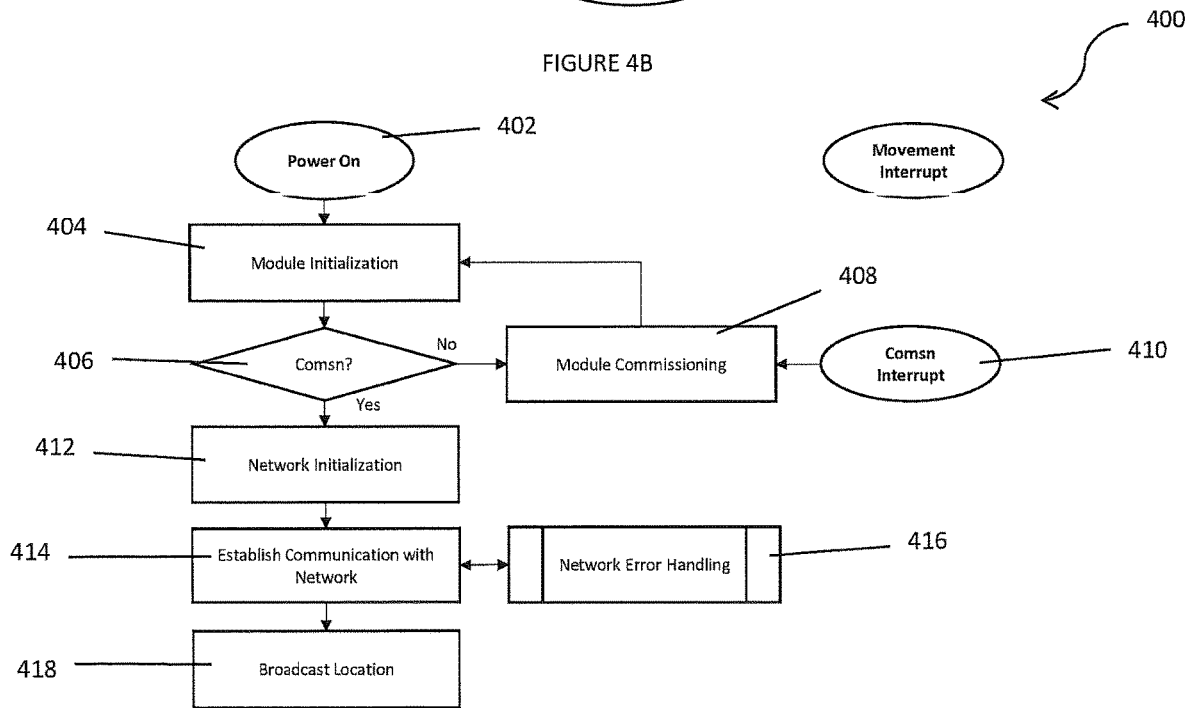 400
FIGURE 4B
402
Power On
Movement
Interrupt
404
Module Initialization
408
406
Comsn?
No
Module Commissioning
Comsn
Interrupt
410
Yes
412
Network Initialization
414
Establish Communication with
Network
Network Error Handling
416
418
Broadcast Location